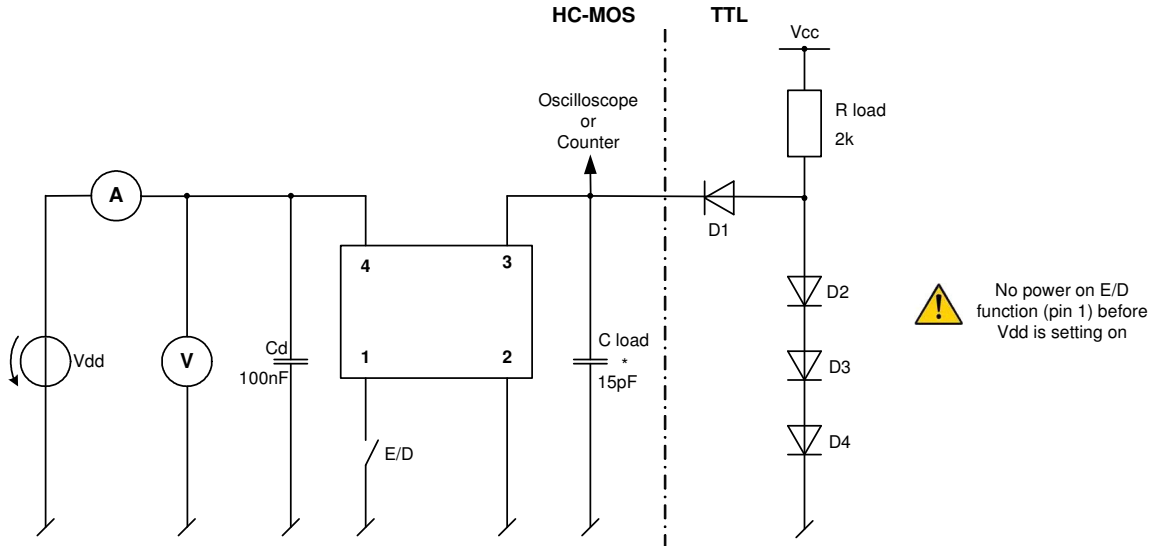 HC-MOS
TTL
Vcc
R load
2k
Oscilloscope
or
Counter
A
D1
4
3
D2
No power on E/D
function (pin 1) before
Vdd is setting on
Vdd
V
Cd
100nF
1
2
C load
*
15pF
D3
E/D
D4